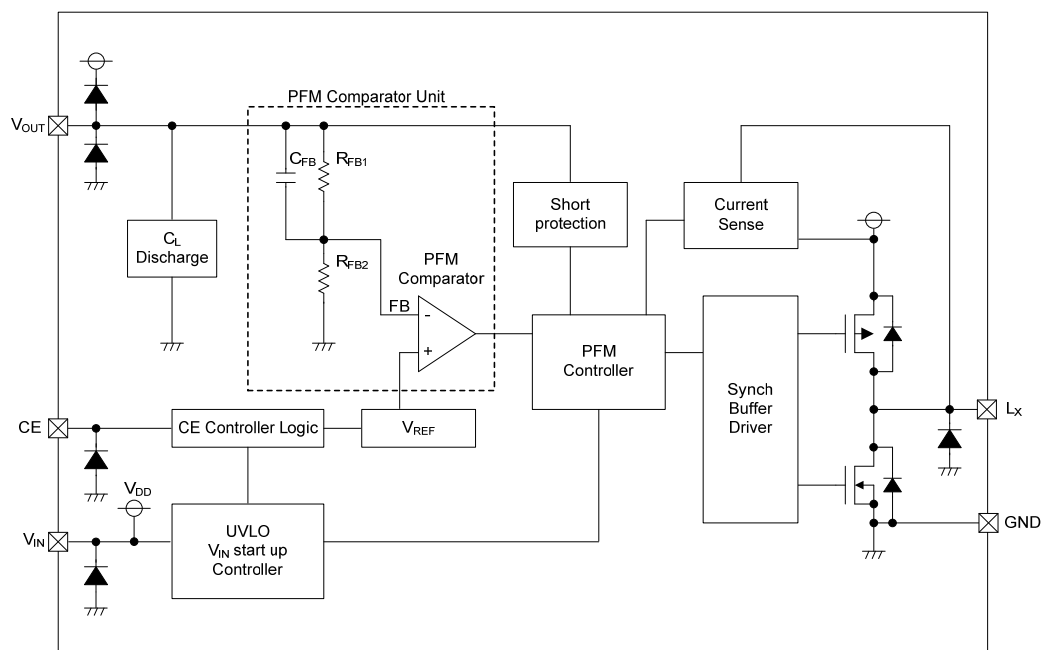 PFM Comparator Unit
VOUT
CFB
RFB1
CL
Discharge
RFB2
PFM
Comparator
FB
-
+
Short
protection
Current
Sense
PFM
Controller
Synch
Buffer
Driver
LX
CE
CE Controller Logic
VREF
VDD
VIN
UVLO
VIN start up
Controller
GND